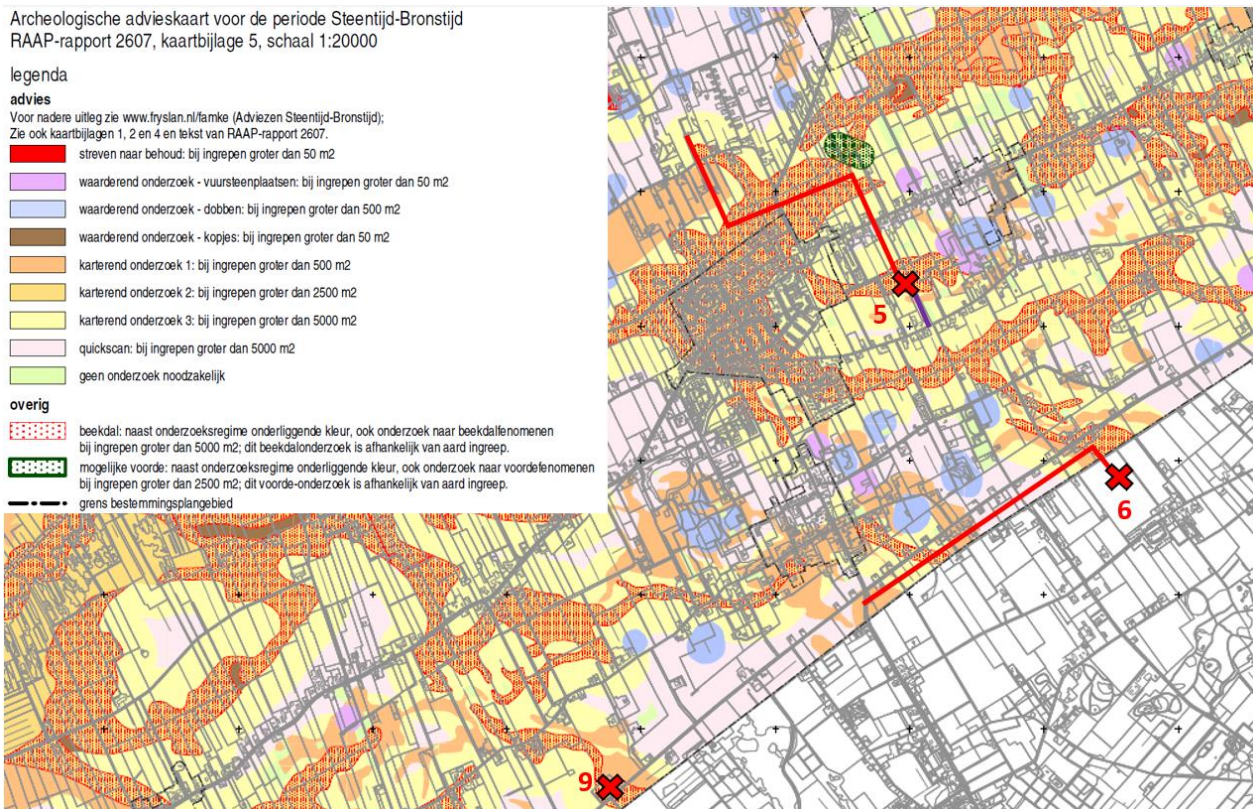 Archeologische advieskaart voor de periode Steentijd-Bronstijd
RAAP-rapport 2607, kaartbijlage 5, schaal 1:20000
legenda
advies
Voor nadere uitleg zie www.fryslan.nl/famke (Adviezen Steentijd-Bronstijd);
Zie ook kaartbijlagen 1, 2 en 4 en tekst van RAAP-rapport 2607.
streven naar behoud: bij ingrepen groter dan 50 m2
waarderend onderzoek - vuursteenplaatsen: bij ingrepen groter dan 50 m2
waarderend onderzoek - dobben: bij ingrepen groter dan 500 m2
waarderend onderzoek - kopjes: bij ingrepen groter dan 50 m2
karterend onderzoek 1: bij ingrepen groter dan 500 m2
karterend onderzoek 2: bij ingrepen groter dan 2500 m2
karterend onderzoek 3: bij ingrepen groter dan 5000 m2
quickscan: bij ingrepen groter dan 5000 m2
geen onderzoek noodzakelijk
overig
beekdal: naast onderzoeksregime onderliggende kleur, ook onderzoek naar beekdalfenomenen
bij ingrepen groter dan 5000 m2; dit beekdalonderzoek is afhankelijk van aard ingreep.
mogelijke voorde: naast onderzoeksregime onderliggende kleur, ook onderzoek naar voordefenomenen
bij ingrepen groter dan 2500 m2; dit voorde-onderzoek is afhankelijk van aard ingreep.
grens bestemmingsplangebied
5
6
9